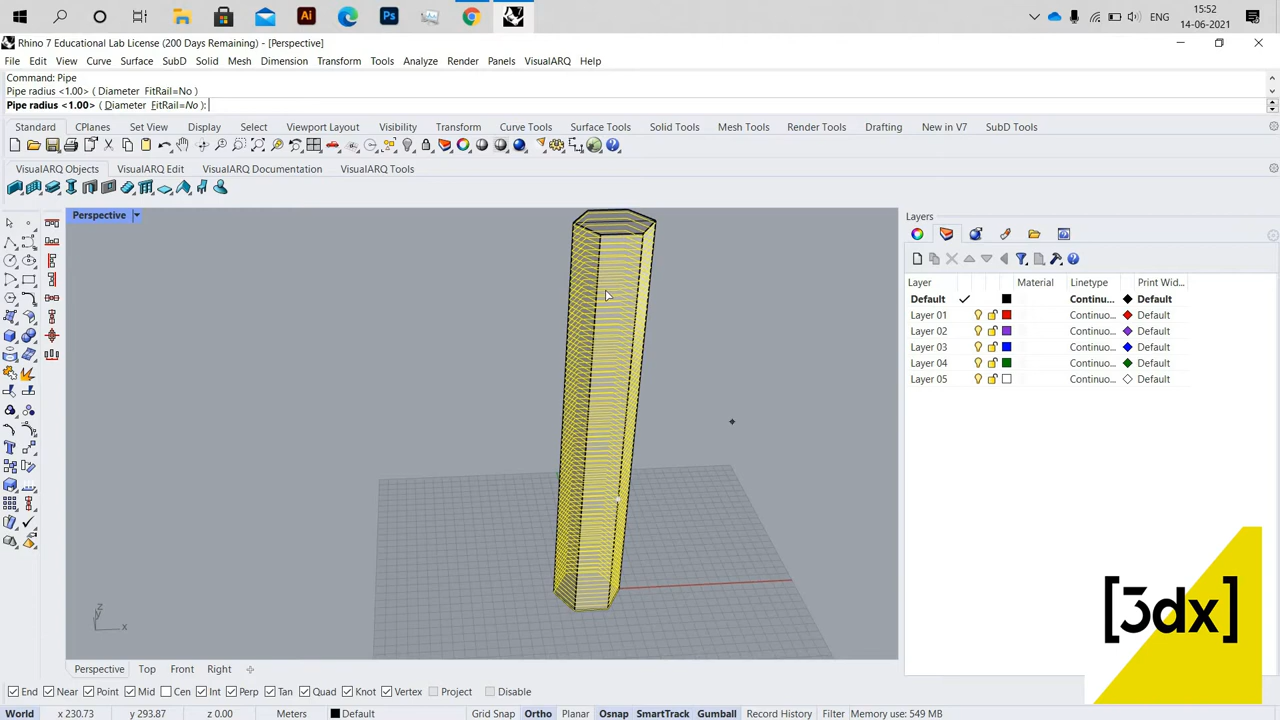 ENG
15:52
14-06-2021
Rhino 7 Educational Lab License (200 Days Remaining) - [Perspective]
File Edit View Curve Surface SubD Solid Mesh Dimension Transform Tools Analyze Render Panels VisualARQ Help
Command: Pipe
Pipe radius <1.00> ( Diameter FitRail=No )
Pipe radius <1.00> ( Diameter FitRail=No ):
Standard CPlanes Set View Display Select Viewport Layout Visibility Transform Curve Tools Surface Tools Solid Tools Mesh Tools Render Tools Drafting New in V7 SubD Tools
VisualARQ Objects VisualARQ Edit VisualARQ Documentation VisualARQ Tools
Perspective
Layers
Layer Material Linetype Print Wid...
Default Continu... Default
Layer 01 Continuo... Default
Layer 02 Continuo... Default
Layer 03 Continuo... Default
Layer 04 Continuo... Default
Layer 05 Continuo... Default
z
y
x
[3dx]
Perspective Top Front Right
End Near Point Mid Cen Int Perp Tan Quad Knot Vertex Project Disable
World x 230.73 y 293.87 z 0.00 Meters Default Grid Snap Ortho Planar Osnap SmartTrack Gumball Record History Filter Memory use: 549 MB